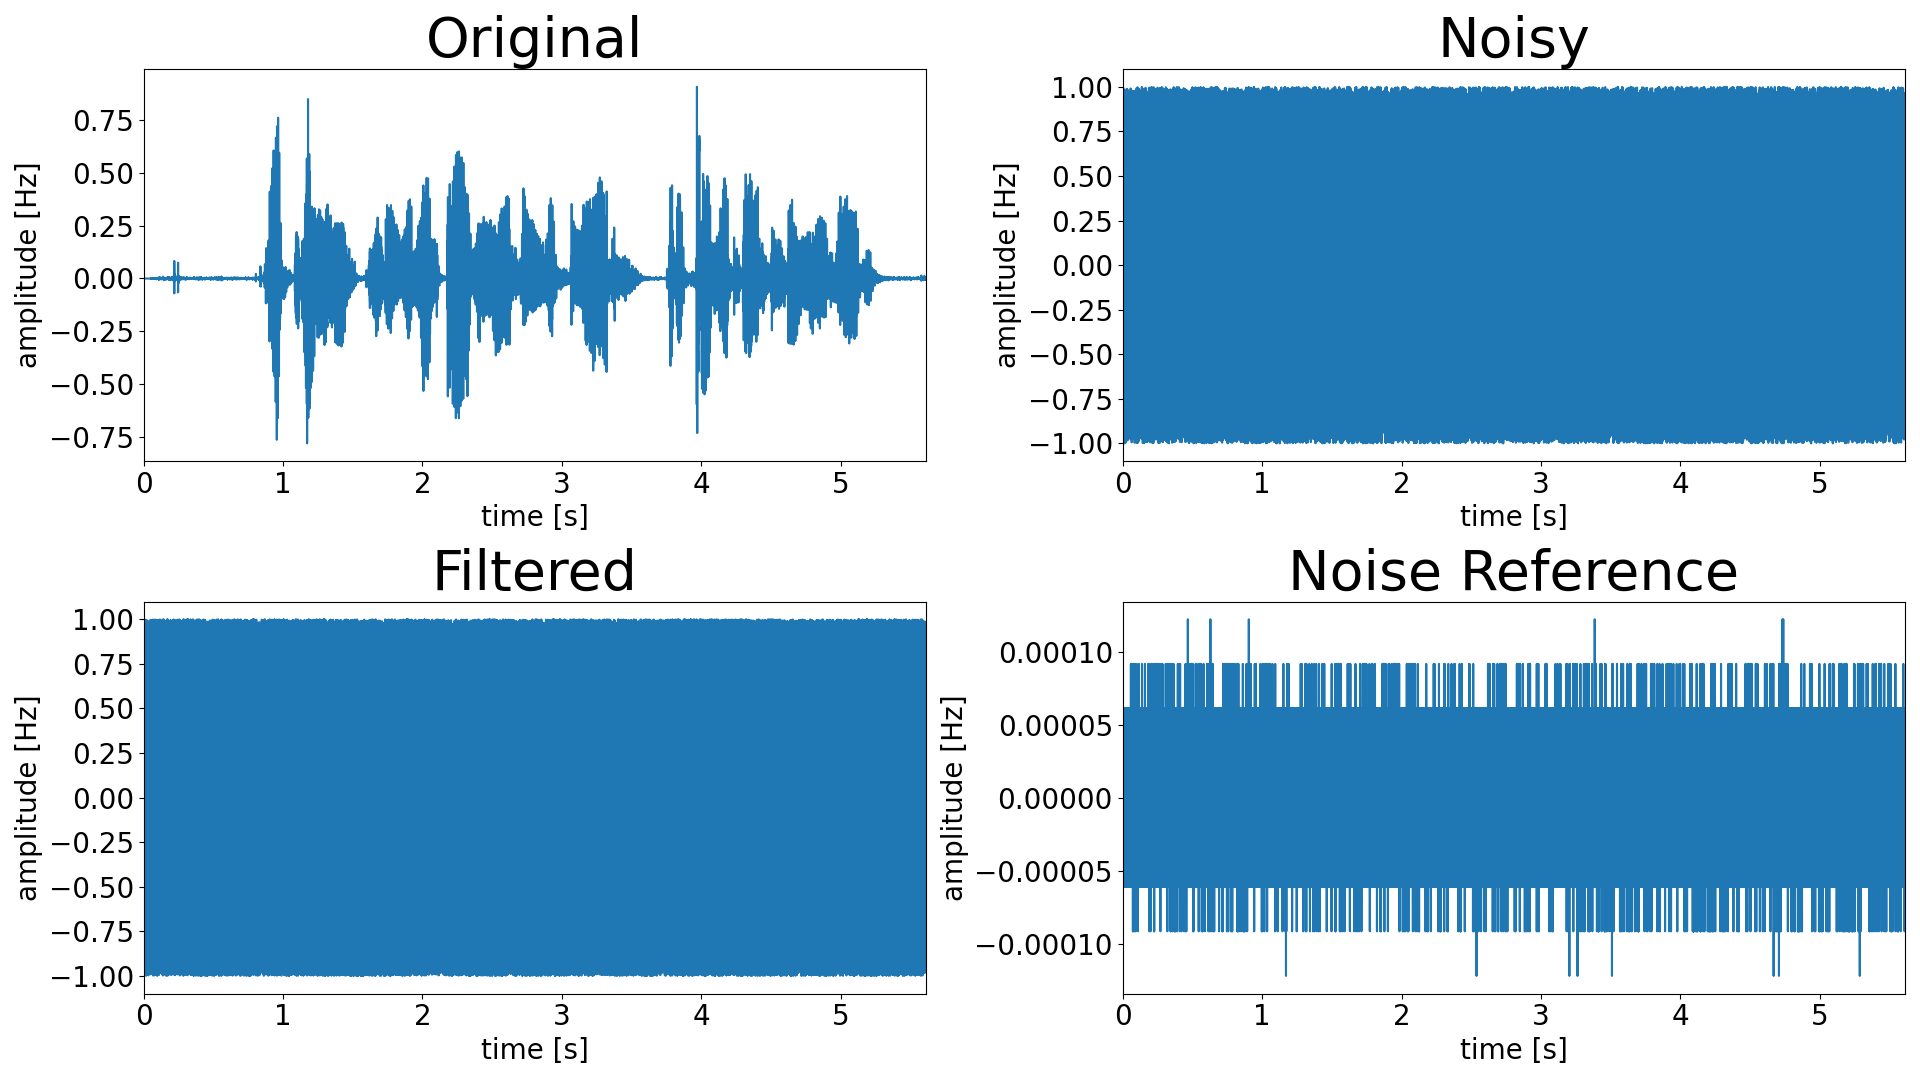 Original
amplitude [Hz]
0.75
0.50
0.25
0.00
−0.25
−0.50
−0.75
0 1 2 3 4 5
time [s]
Noisy
amplitude [Hz]
1.00
0.75
0.50
0.25
0.00
−0.25
−0.50
−0.75
−1.00
0 1 2 3 4 5
time [s]
Filtered
amplitude [Hz]
1.00
0.75
0.50
0.25
0.00
−0.25
−0.50
−0.75
−1.00
0 1 2 3 4 5
time [s]
Noise Reference
amplitude [Hz]
0.00010
0.00005
0.00000
−0.00005
−0.00010
0 1 2 3 4 5
time [s]